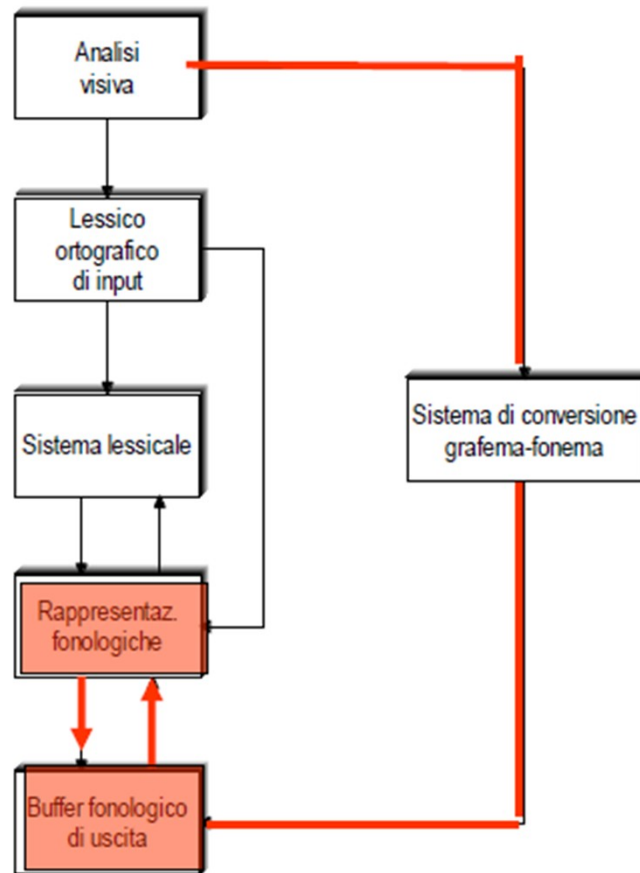 Analisi
visiva
Lessico
ortografico
di input
Sistema lessicale
Sistema di conversione
grafema-fonema
Rappresentaz.
fonologiche
Buffer fonologico
di uscita